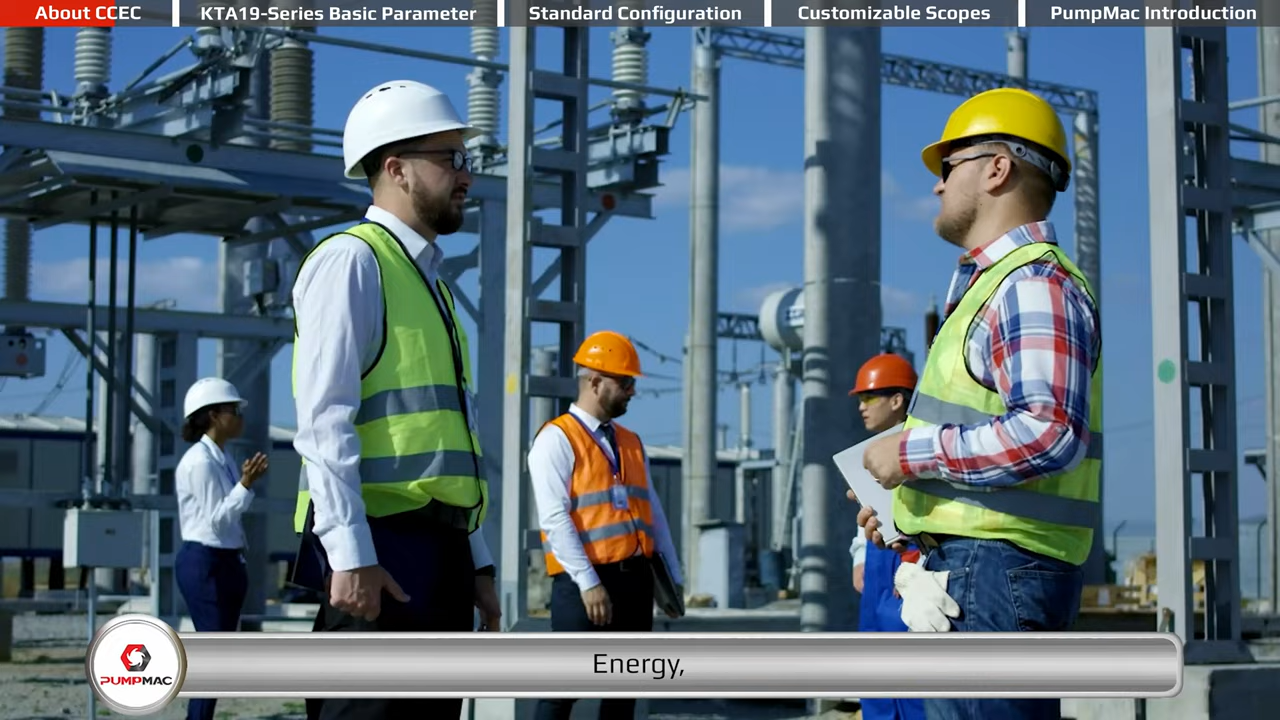 About CCEC
KTA19-Series Basic Parameter
Standard Configuration
Customizable Scopes
PumpMac Introduction
Energy,
PUMPMAC